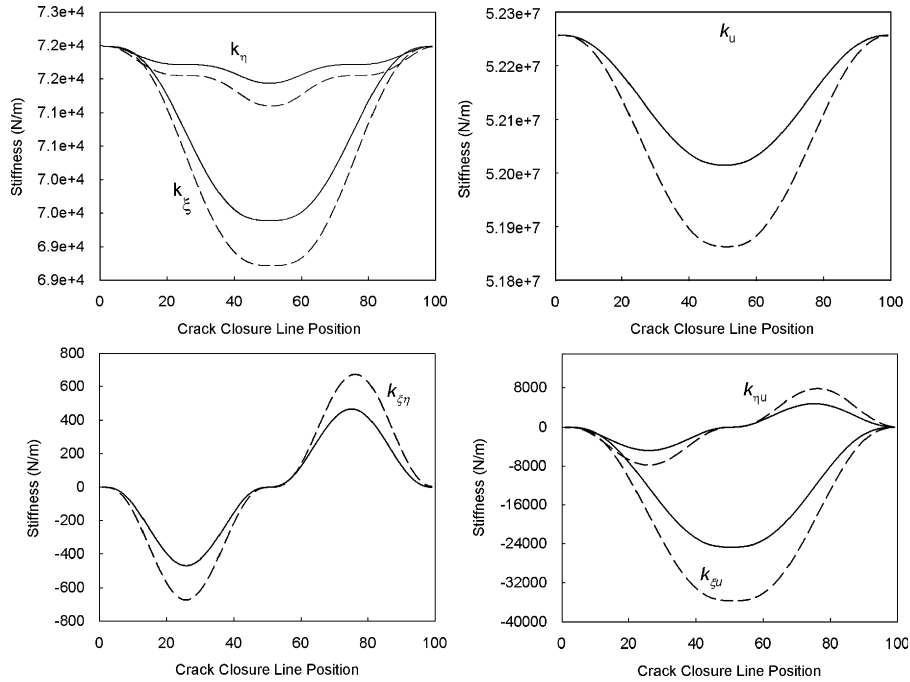 7.3e+4
7.2e+4
7.2e+4
7.1e+4
7.1e+4
7.0e+4
7.0e+4
6.9e+4
6.9e+4
Stiffness (N/m)
kη
kξ
0 20 40 60 80 100
Crack Closure Line Position
5.23e+7
5.22e+7
5.21e+7
5.20e+7
5.19e+7
5.18e+7
Stiffness (N/m)
ku
0 20 40 60 80 100
Crack Closure Line Position
800
600
400
200
0
-200
-400
-600
-800
Stiffness (N/m)
kξη
0 20 40 60 80 100
Crack Closure Line Position
8000
0
-8000
-16000
-24000
-32000
-40000
Stiffness (N/m)
kηu
kξu
0 20 40 60 80 100
Crack Closure Line Position